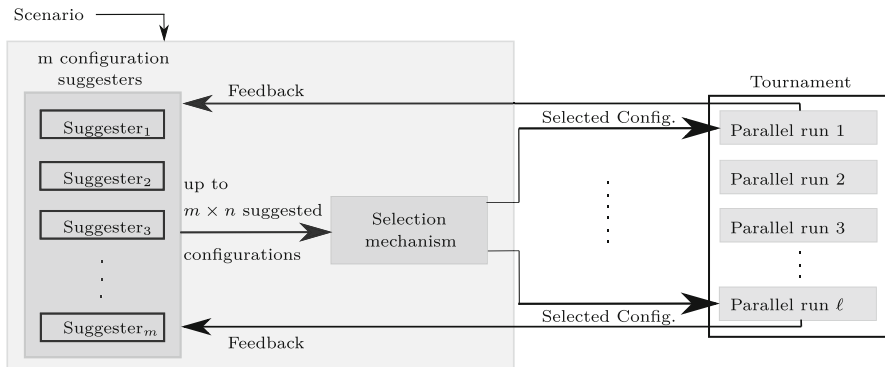 Scenario
m configuration
suggesters
Suggester₁
Suggester₂
Suggester₃
Suggesterₘ
Feedback
up to
m × n suggested
configurations
Feedback
Selection
mechanism
Selected Config.
Selected Config.
Tournament
Parallel run 1
Parallel run 2
Parallel run 3
Parallel run ℓ